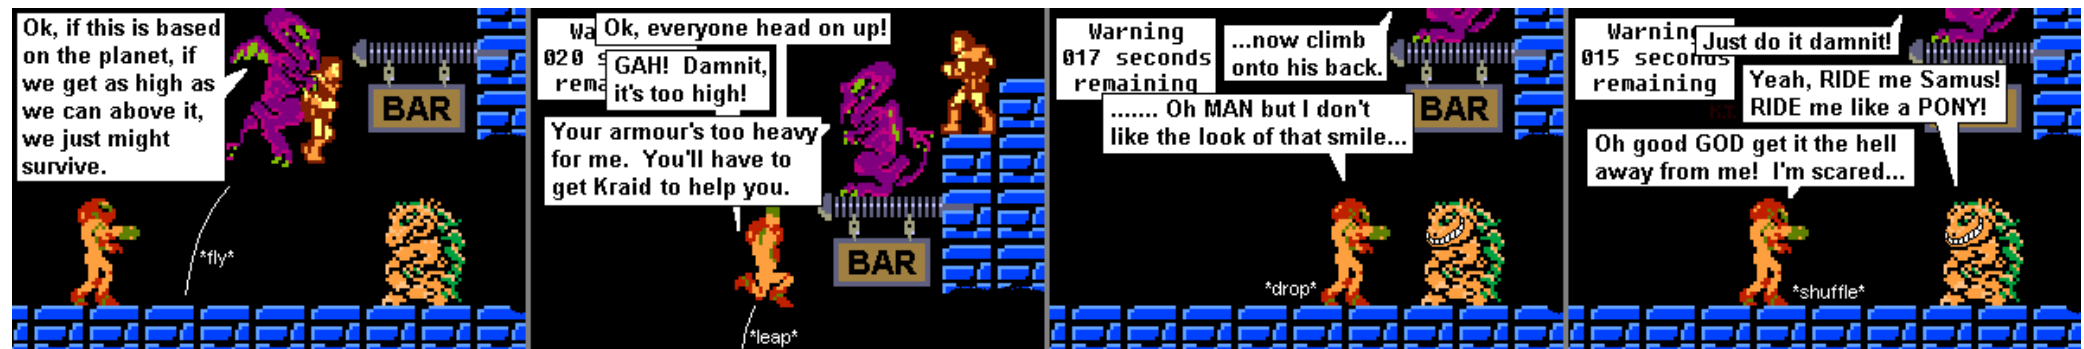 Ok, if this is based
on the planet, if
we get as high as
we can above it,
we just might
survive.
BAR
*fly*
Ok, everyone head on up!
Wa
020 s
rema
GAH! Damnit,
it's too high!
Your armour's too heavy
for me. You'll have to
get Kraid to help you.
BAR
*leap*
Warning
017 seconds
remaining
...now climb
onto his back.
BAR
....... Oh MAN but I don't
like the look of that smile...
*drop*
Warning
015 seconds
remaining
Just do it damnit!
Yeah, RIDE me Samus!
RIDE me like a PONY!
Oh good GOD get it the hell
away from me! I'm scared...
*shuffle*